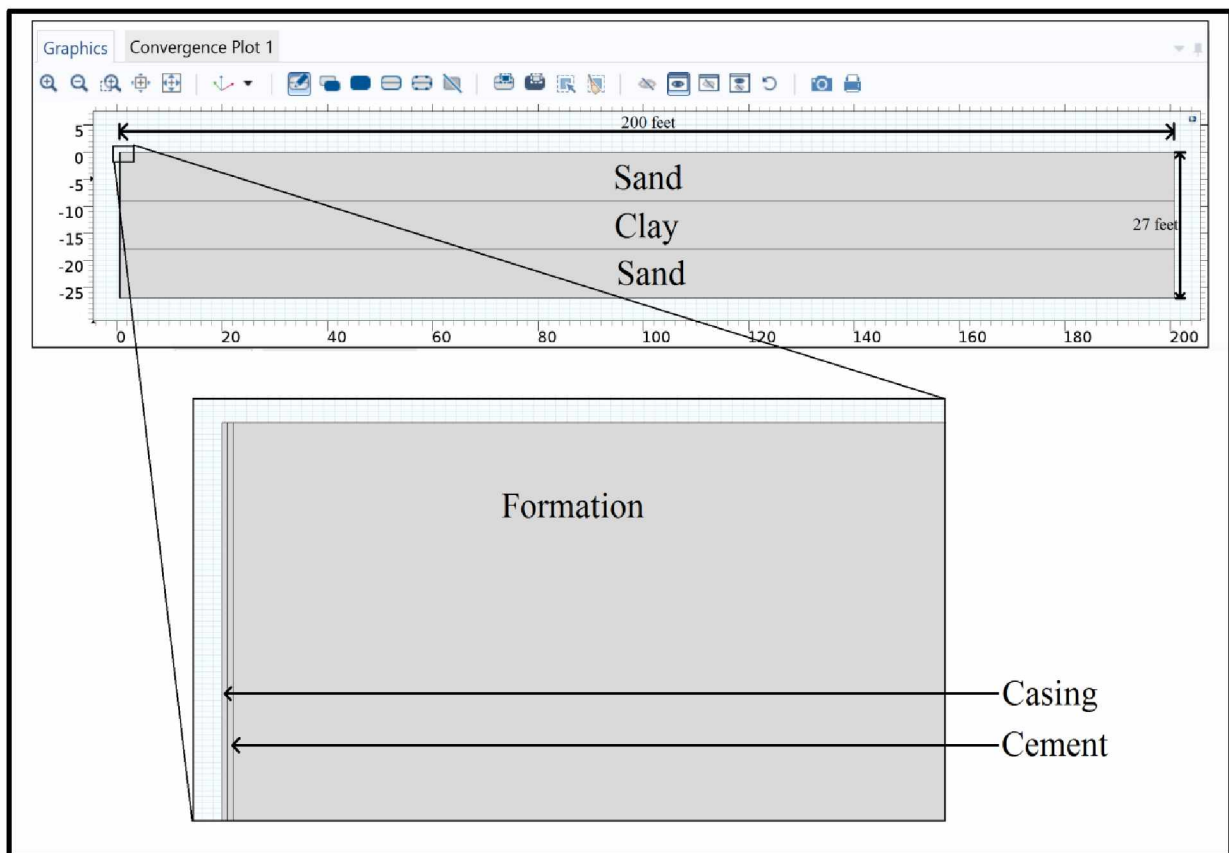 Graphics Convergence Plot 1
200 feet
5
0
-5
-10
-15
-20
-25
Sand
Clay
27 feet
Sand
0 20 40 60 80 100 120 140 160 180 200
Formation
Casing
Cement